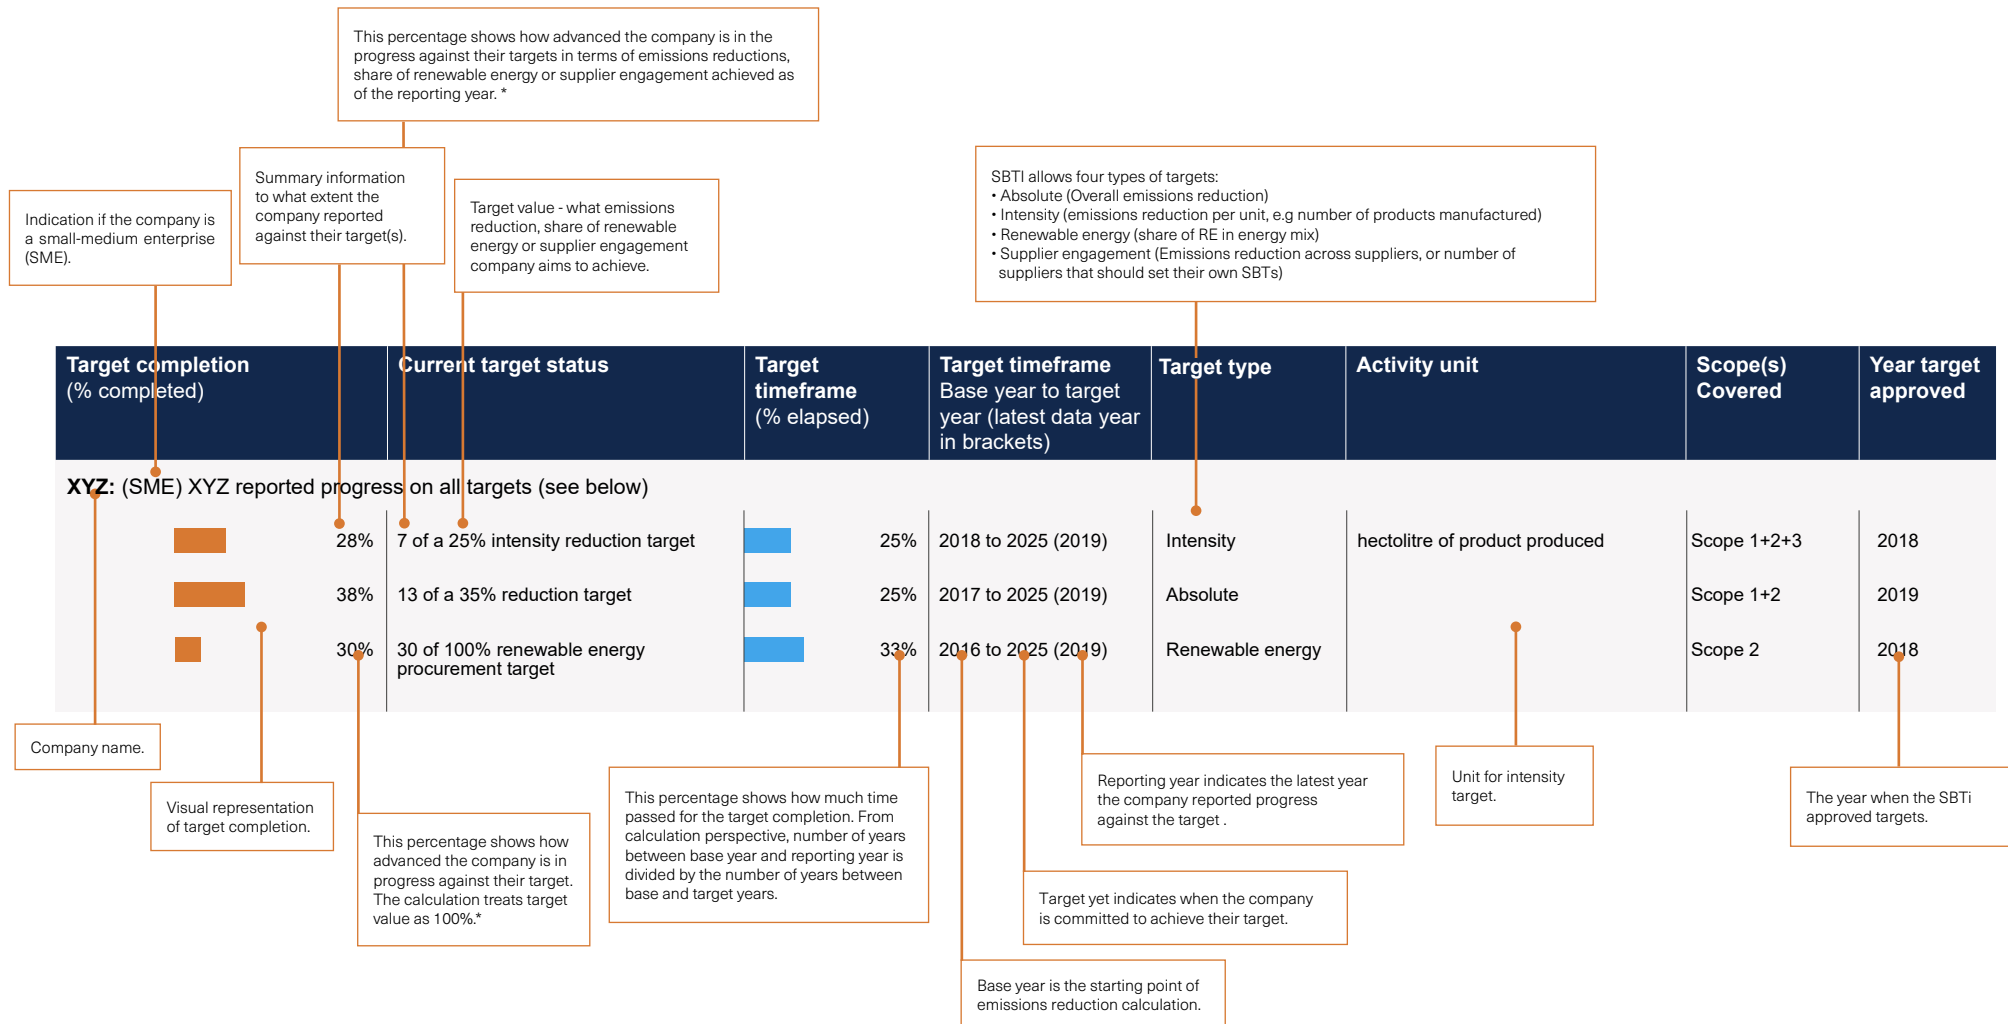 This percentage shows how advanced the company is in the
progress against their targets in terms of emissions reductions,
share of renewable energy or supplier engagement achieved as
of the reporting year. *
Indication if the company is
a small-medium enterprise
(SME).
Summary information
to what extent the
company reported
against their target(s).
Target value - what emissions
reduction, share of renewable
energy or supplier engagement
company aims to achieve.
SBTI allows four types of targets:
• Absolute (Overall emissions reduction)
• Intensity (emissions reduction per unit, e.g number of products manufactured)
• Renewable energy (share of RE in energy mix)
• Supplier engagement (Emissions reduction across suppliers, or number of
suppliers that should set their own SBTs)
Target completion
(% completed)
Current target status
Target
timeframe
(% elapsed)
Target timeframe
Base year to target
year (latest data year
in brackets)
Target type
Activity unit
Scope(s)
Covered
Year target
approved
XYZ: (SME) XYZ reported progress on all targets (see below)
28% 7 of a 25% intensity reduction target 25% 2018 to 2025 (2019) Intensity hectolitre of product produced Scope 1+2+3 2018
38% 13 of a 35% reduction target 25% 2017 to 2025 (2019) Absolute Scope 1+2 2019
30% 30 of 100% renewable energy 33% 2016 to 2025 (2019) Renewable energy Scope 2 2018
procurement target
Company name.
Visual representation
of target completion.
This percentage shows how
advanced the company is in
progress against their target.
The calculation treats target
value as 100%.*
This percentage shows how much time
passed for the target completion. From
calculation perspective, number of years
between base year and reporting year is
divided by the number of years between
base and target years.
Reporting year indicates the latest year
the company reported progress
against the target .
Target yet indicates when the company
is committed to achieve their target.
Base year is the starting point of
emissions reduction calculation.
Unit for intensity
target.
The year when the SBTi
approved targets.